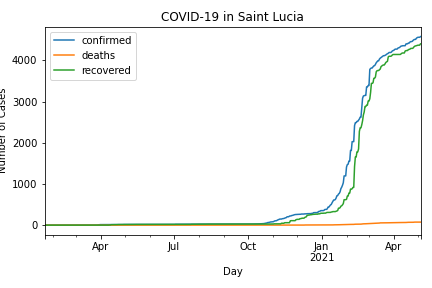 COVID-19 in Saint Lucia
confirmed
deaths
recovered
4000
3000
2000
1000
0
Number of Cases
Apr
Jul
Oct
Jan
2021
Apr
Day